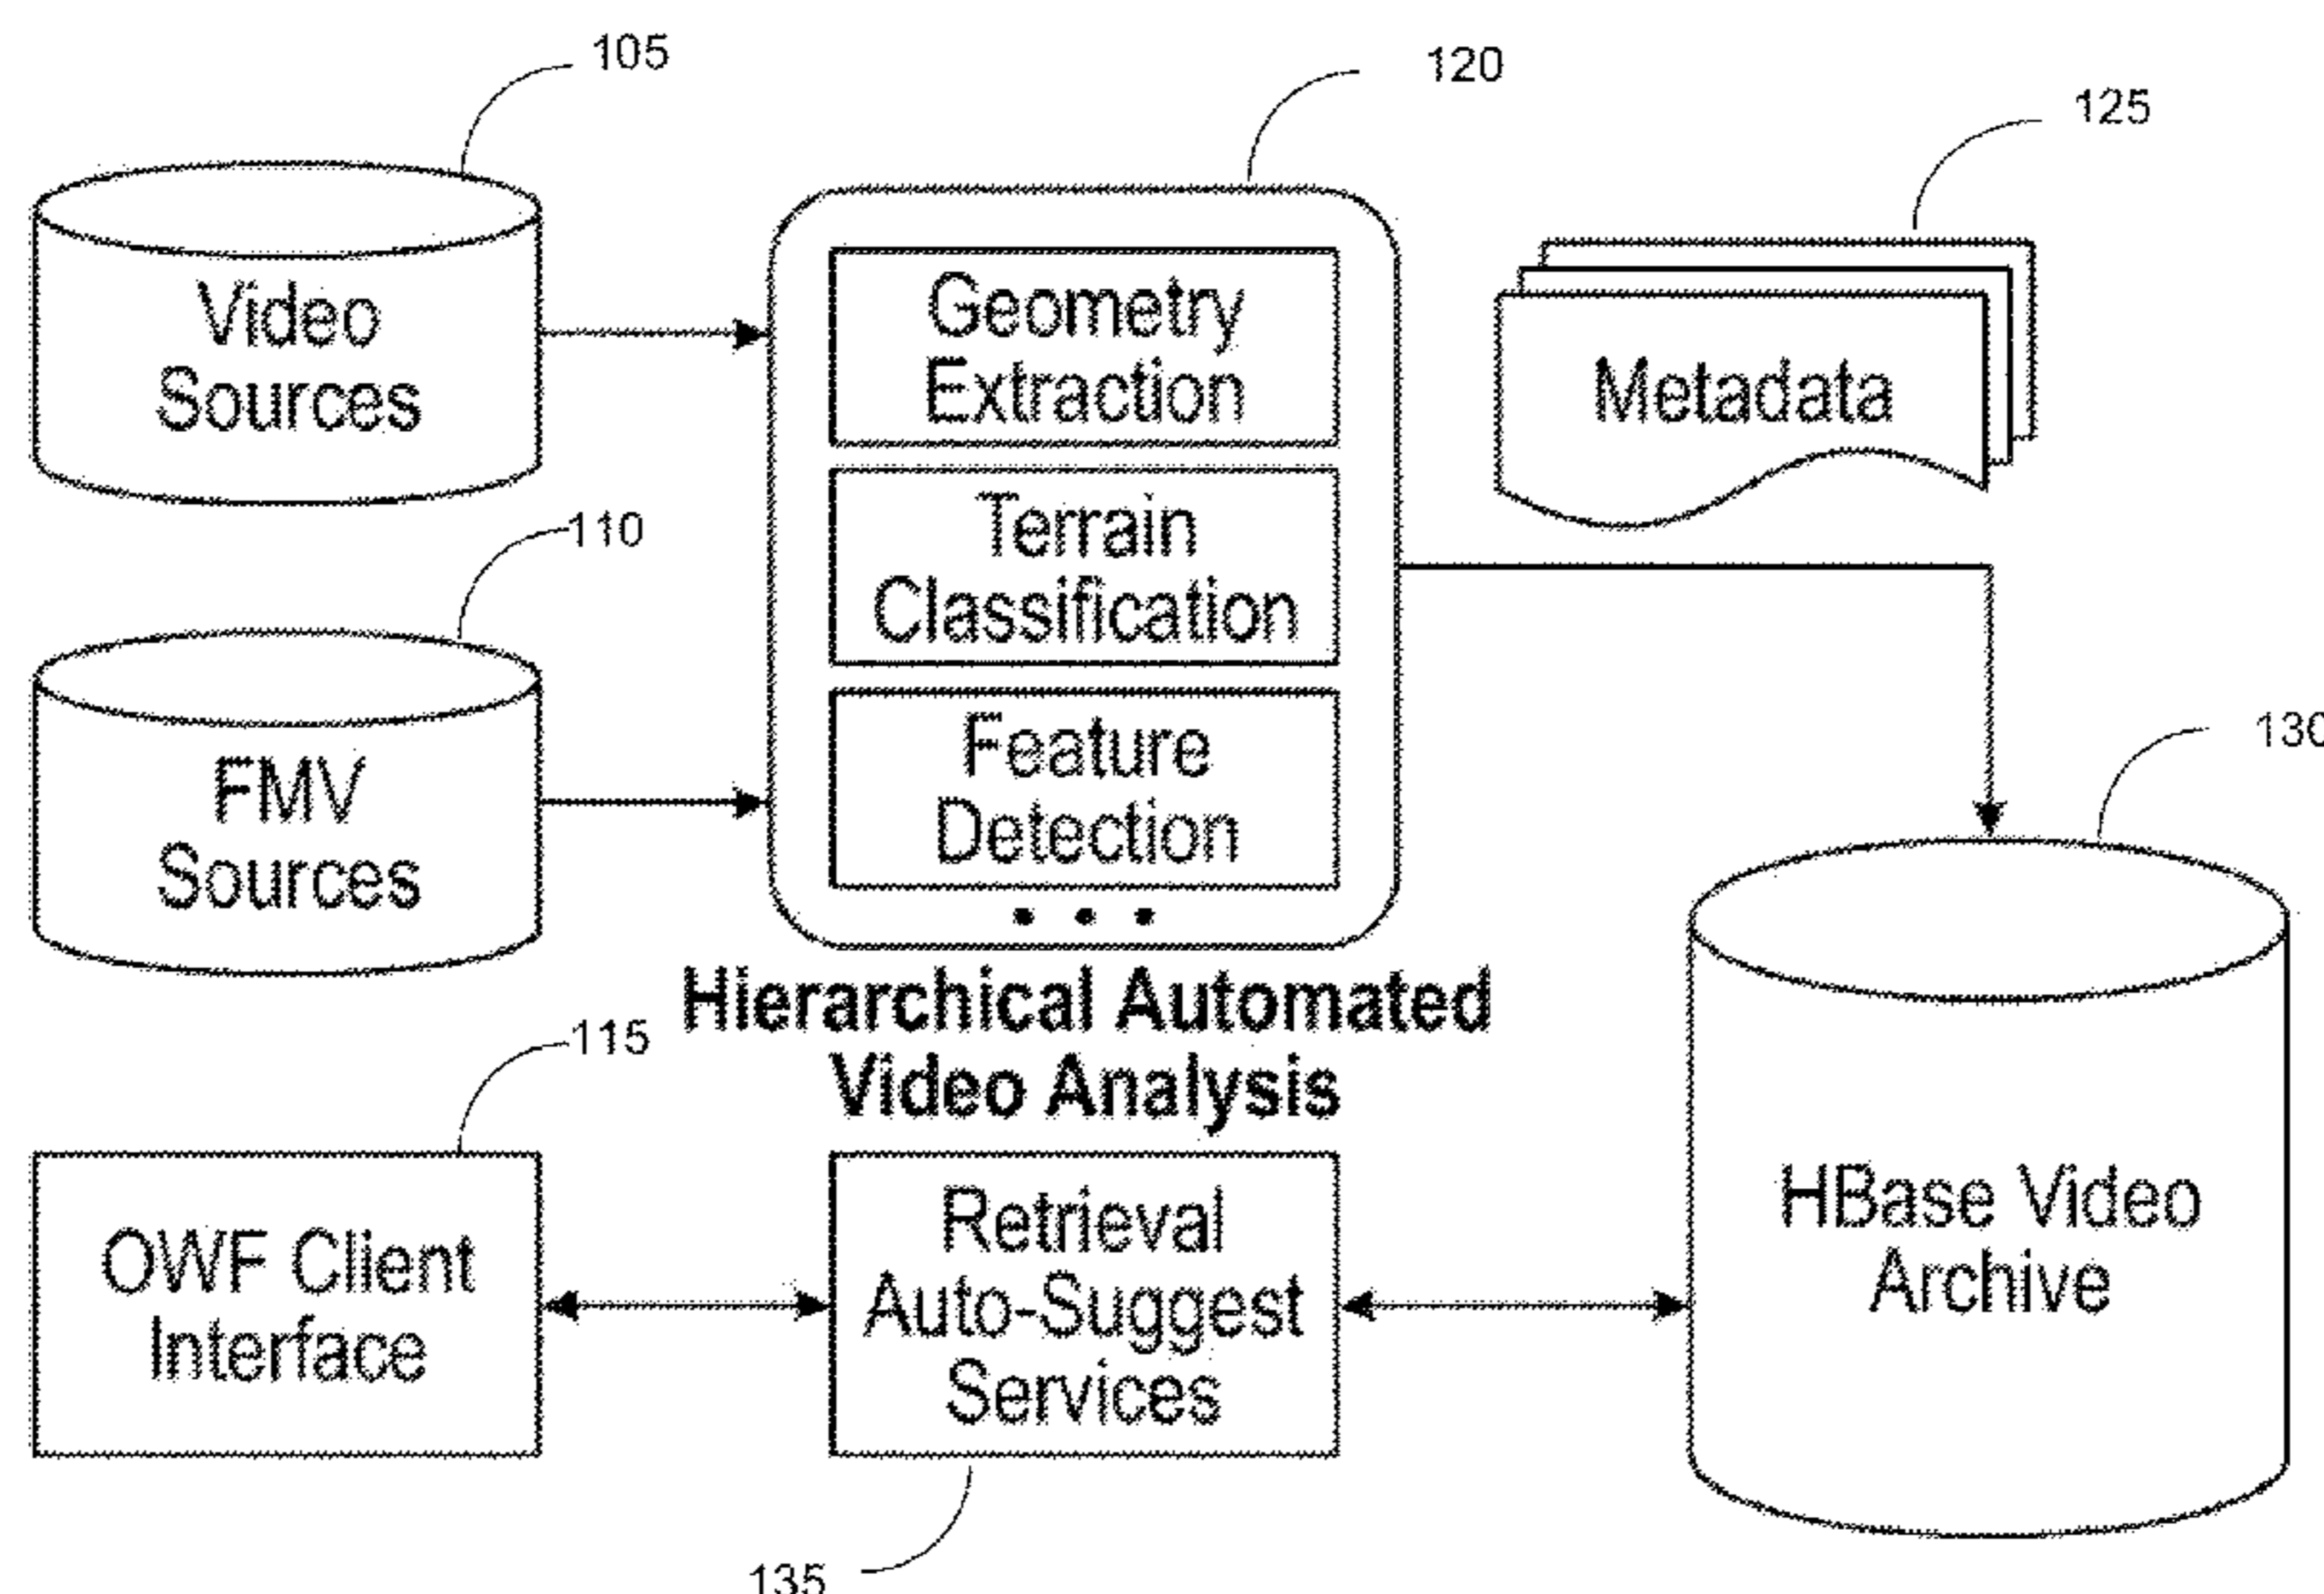 105
120
125
Video
Sources
Geometry
Extraction
Metadata
Terrain
Classification
110
FMV
Sources
Feature
Detection
• • •
130
Hierarchical Automated
Video Analysis
115
OWF Client
Interface
Retrieval
Auto-Suggest
Services
HBase Video
Archive
135